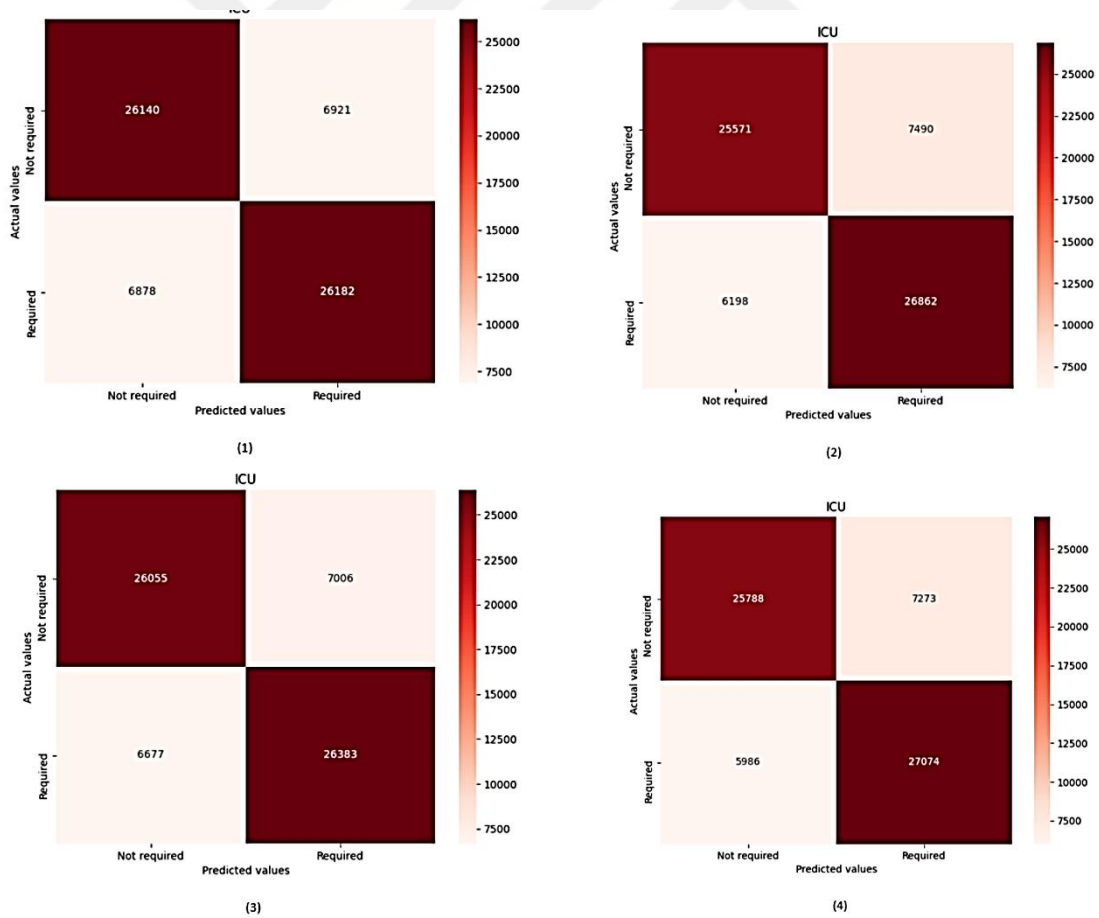 ICU
25000
22500
20000
17500
15000
12500
10000
7500
26140
6921
6878
26182
Actual values
Not required
Required
Not required
Required
Predicted values
(1)
ICU
25000
22500
20000
17500
15000
12500
10000
7500
25571
7490
6198
26862
Actual values
Not required
Required
Not required
Required
Predicted values
(2)
ICU
25000
22500
20000
17500
15000
12500
10000
7500
26055
7006
6677
26383
Actual values
Not required
Required
Not required
Required
Predicted values
(3)
ICU
25000
22500
20000
17500
15000
12500
10000
7500
25788
7273
5986
27074
Actual values
Not required
Required
Not required
Required
Predicted values
(4)